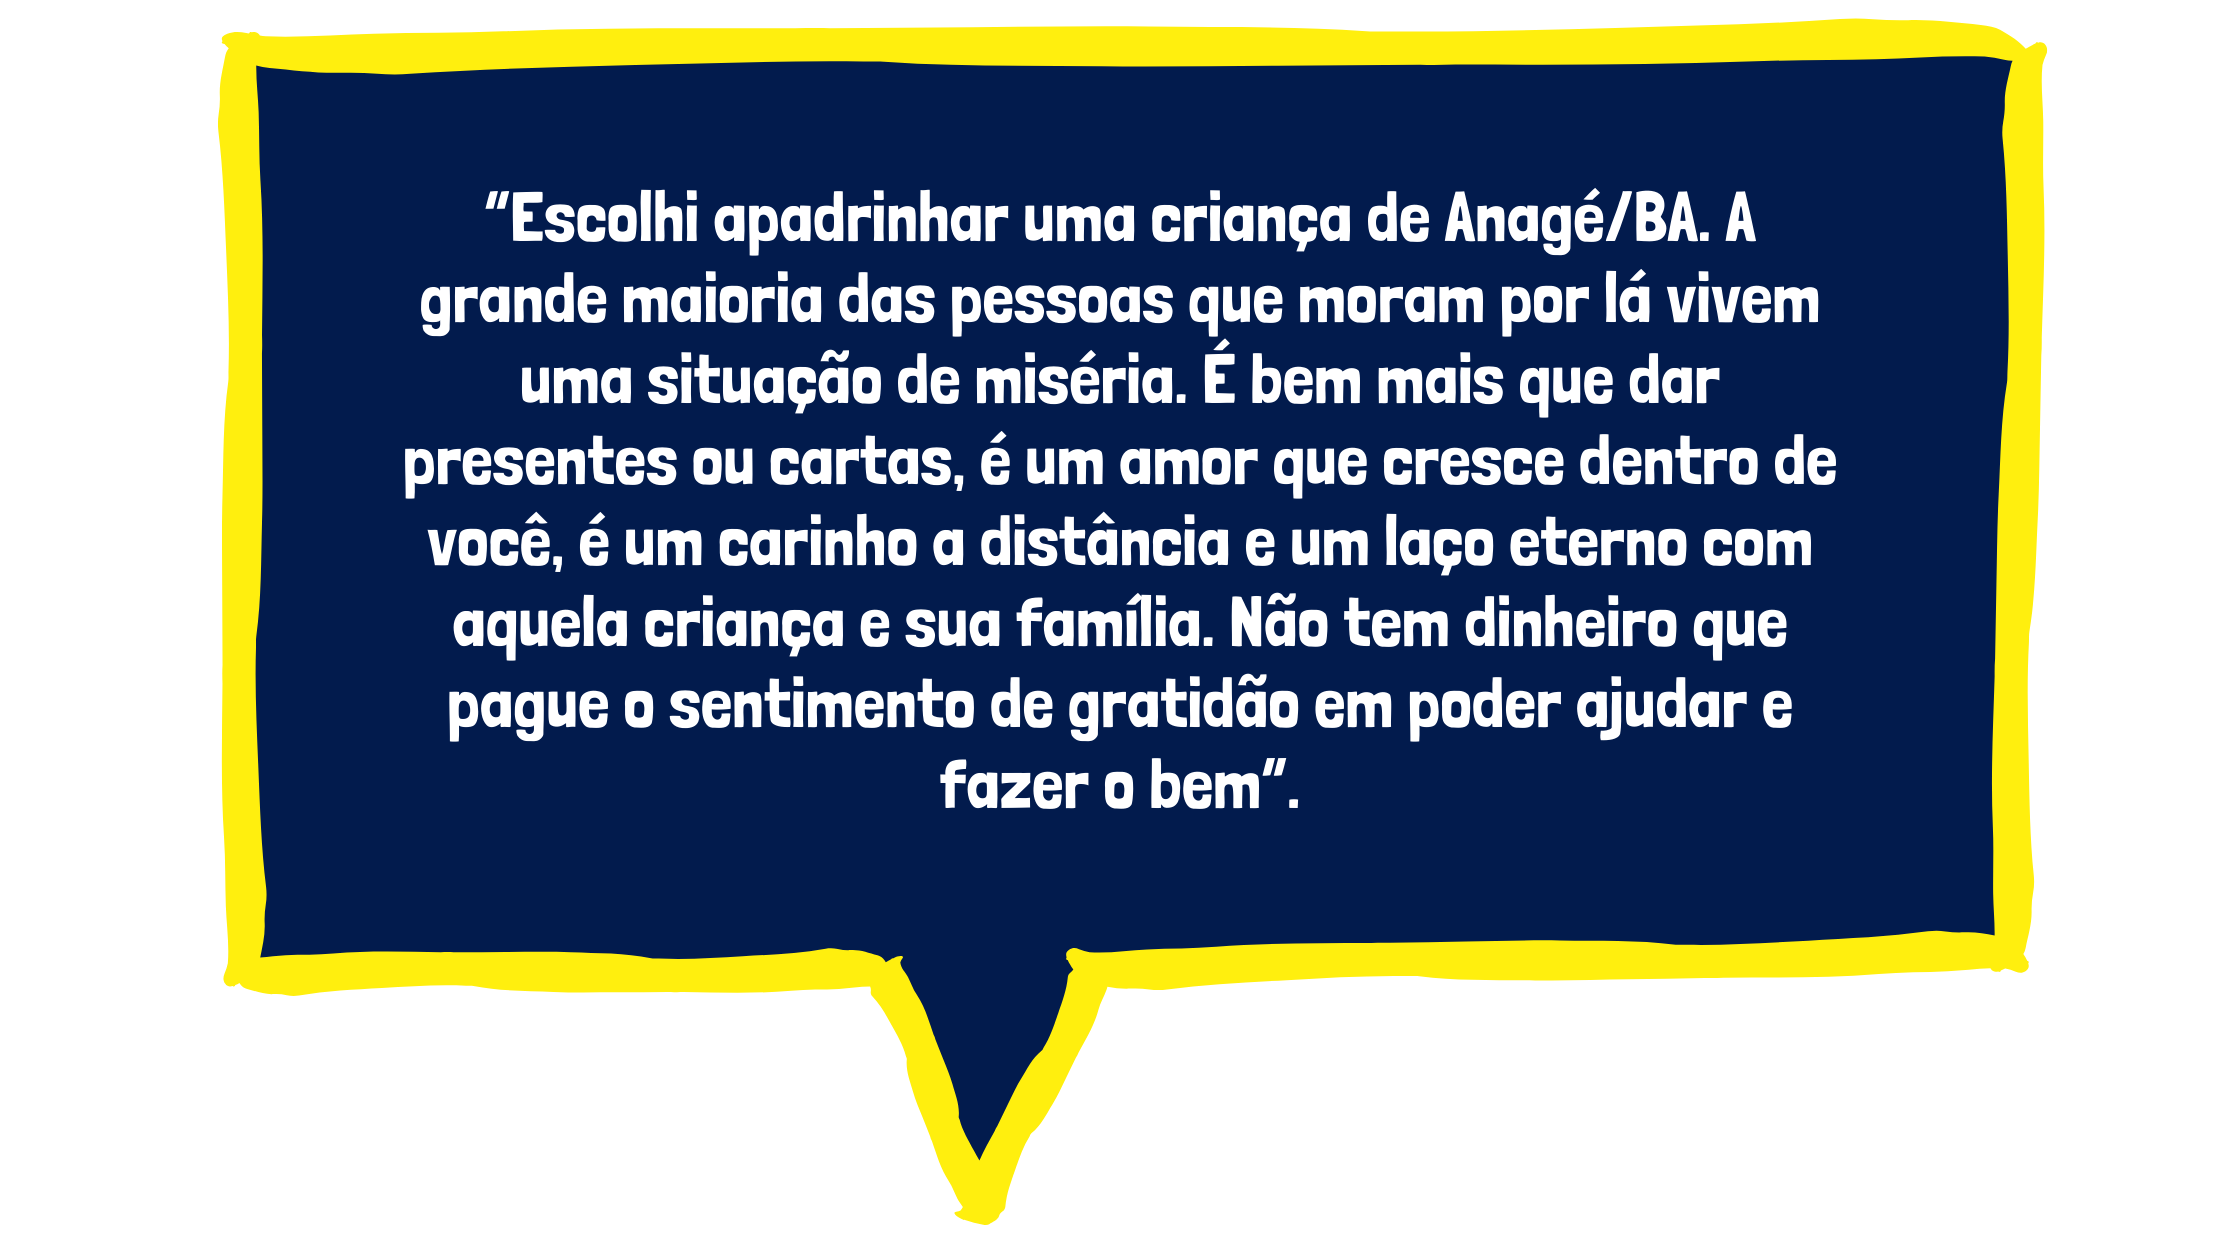 “Escolhi apadrinhar uma criança de Anagé/BA. A
grande maioria das pessoas que moram por lá vivem
uma situação de miséria. É bem mais que dar
presentes ou cartas, é um amor que cresce dentro de
você, é um carinho a distância e um laço eterno com
aquela criança e sua família. Não tem dinheiro que
pague o sentimento de gratidão em poder ajudar e
fazer o bem”.